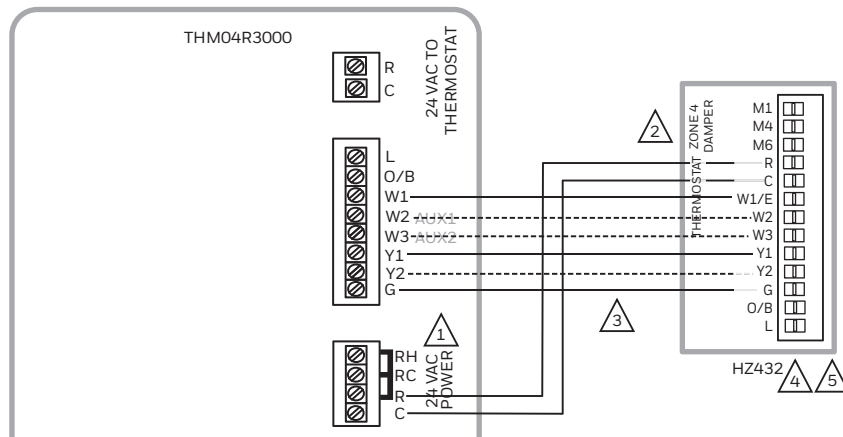 THM04R3000
R
C
24 VAC TO
THERMOSTAT
L
O/B
W1
W2 AUX1
W3 AUX2
Y1
Y2
G
1
RH
RC
R
C
24 VAC
POWER
2
3
THERMOSTAT
ZONE 4
DAMPER
M1
M4
M6
R
C
W1/E
W2
W3
Y1
Y2
G
O/B
L
HZ432
4
5